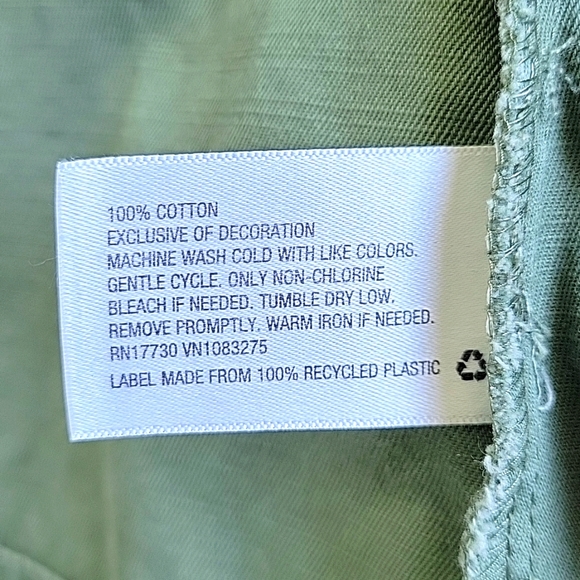 100% COTTON
EXCLUSIVE OF DECORATION
MACHINE WASH COLD WITH LIKE COLORS.
GENTLE CYCLE. ONLY NON-CHLORINE
BLEACH IF NEEDED. TUMBLE DRY LOW.
REMOVE PROMPTLY. WARM IRON IF NEEDED.
RN17730 VN1083275
LABEL MADE FROM 100% RECYCLED PLASTIC